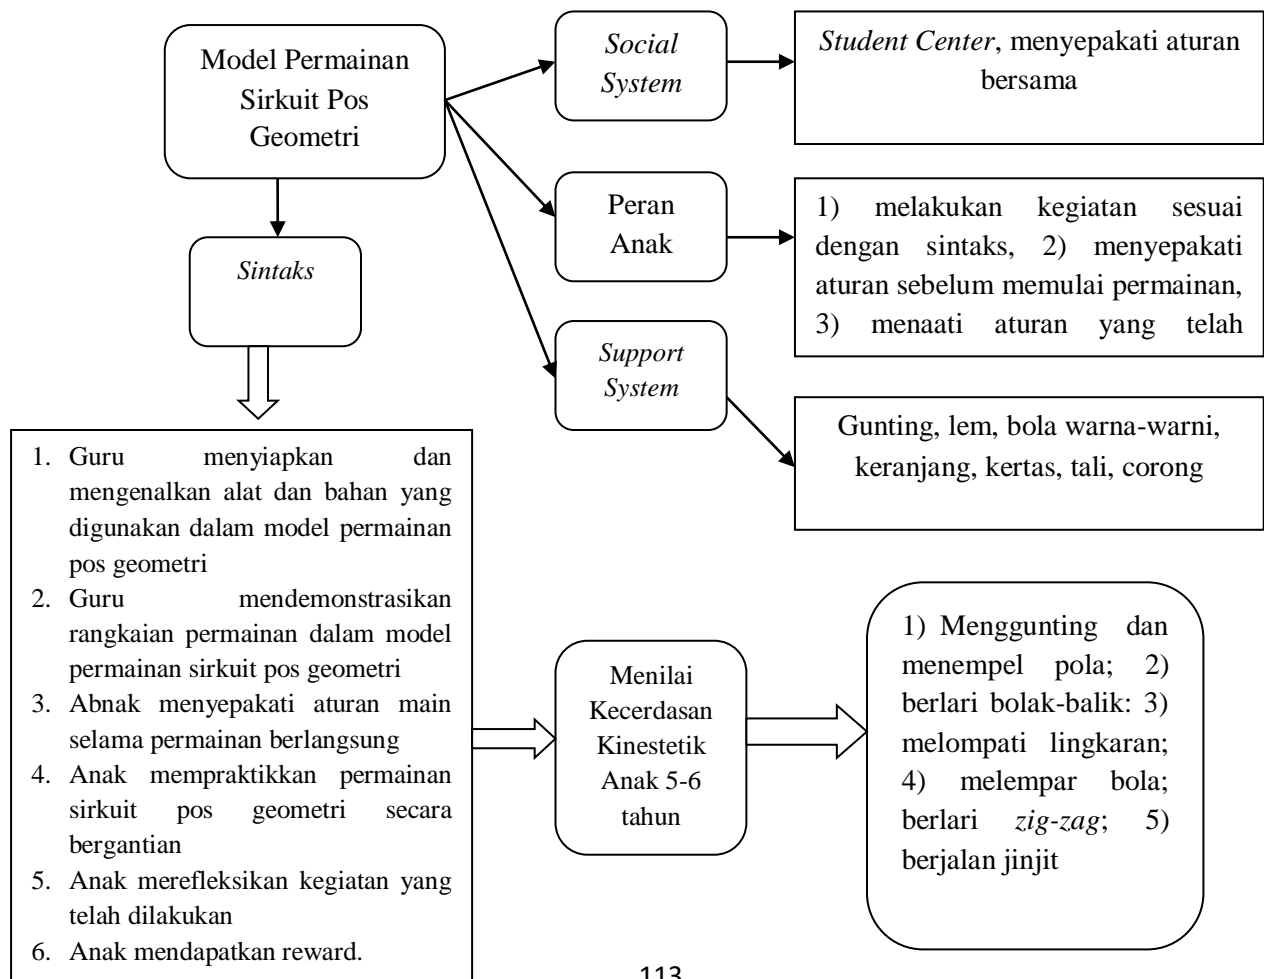 Model Permainan
Sirkuit Pos
Geometri
Social
System
Student Center, menyepakati aturan
bersama
Peran
Anak
1) melakukan kegiatan sesuai
dengan sintaks, 2) menyepakati
aturan sebelum memulai permainan,
3) menaati aturan yang telah
Sintaks
Support
System
Gunting, lem, bola warna-warni,
keranjang, kertas, tali, corong
1. Guru menyiapkan dan
mengenalkan alat dan bahan yang
digunakan dalam model permainan
pos geometri
2. Guru mendemonstrasikan
rangkaian permainan dalam model
permainan sirkuit pos geometri
3. Abnak menyepakati aturan main
selama permainan berlangsung
4. Anak mempraktikkan permainan
sirkuit pos geometri secara
bergantian
5. Anak merefleksikan kegiatan yang
telah dilakukan
6. Anak mendapatkan reward.
Menilai
Kecerdasan
Kinestetik
Anak 5-6
tahun
1) Menggunting dan
menempel pola; 2)
berlari bolak-balik: 3)
melompati lingkaran;
4) melempar bola;
berlari zig-zag; 5)
berjalan jinjit
113